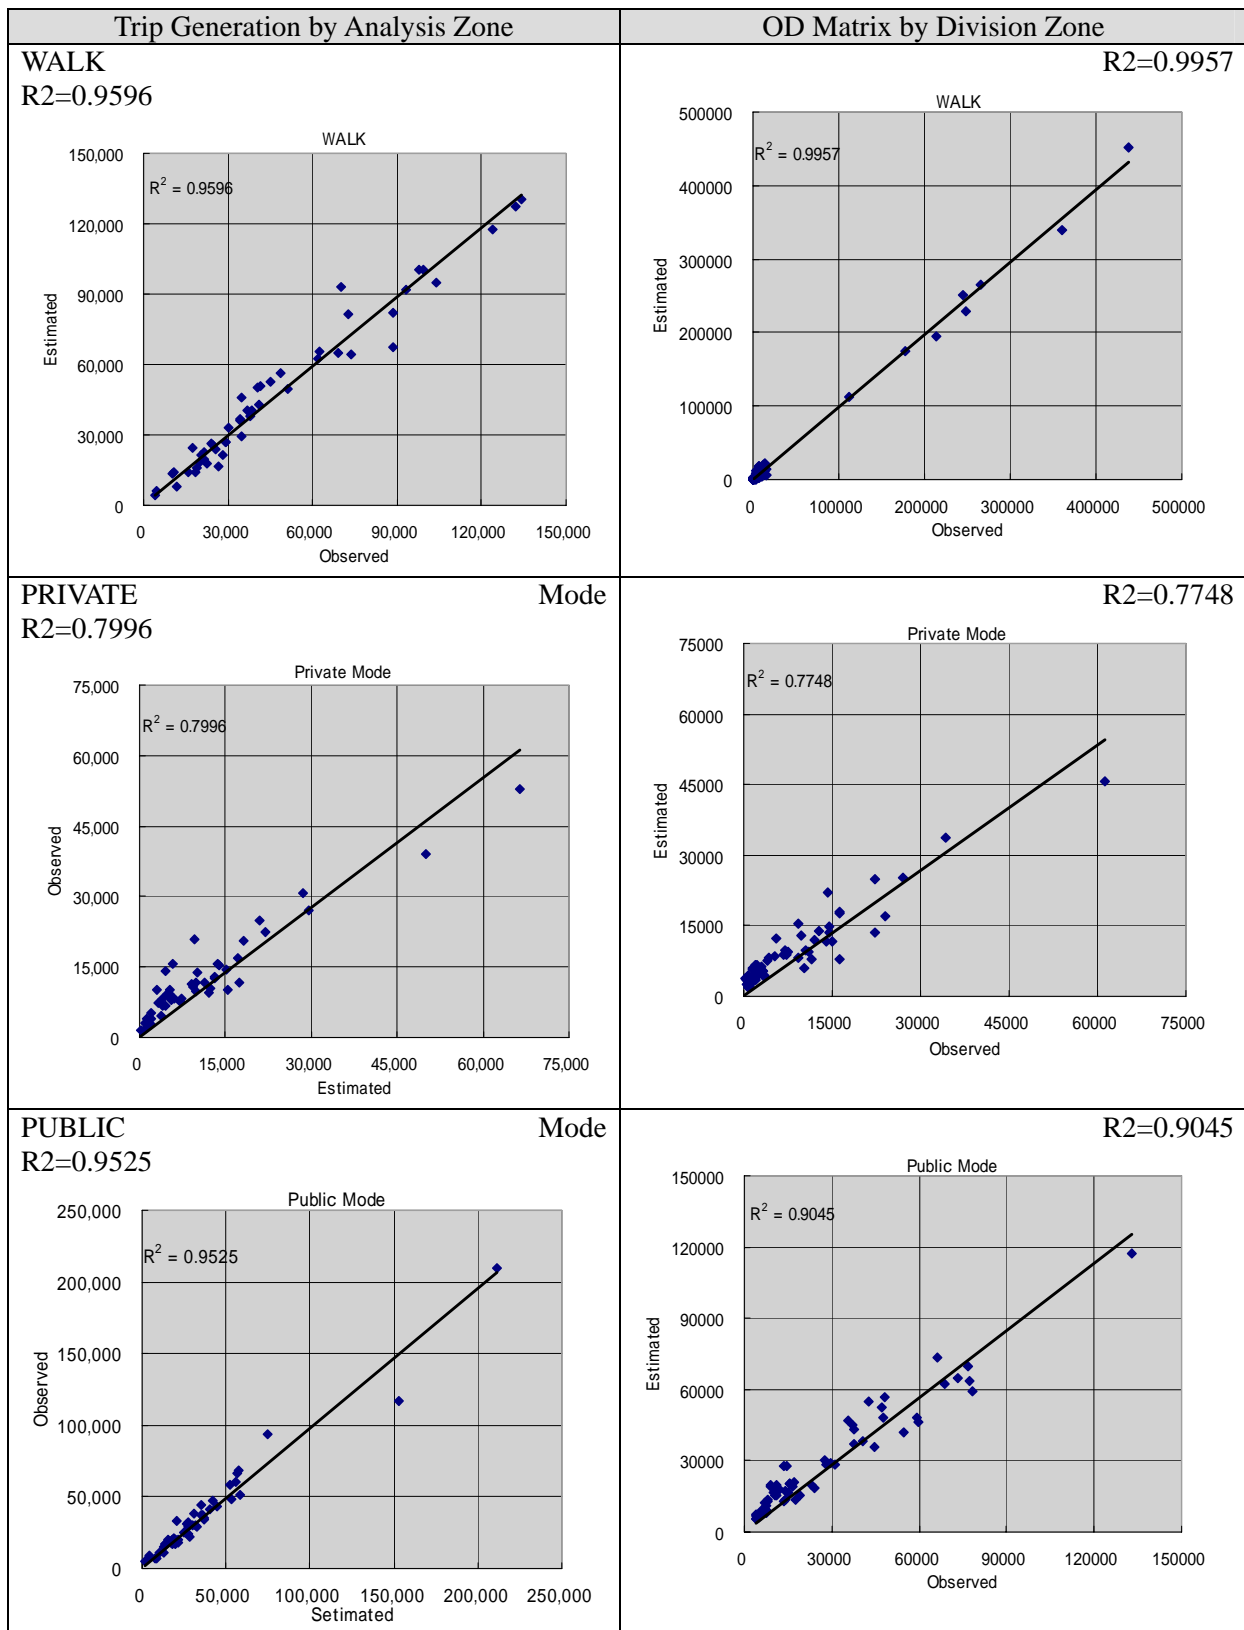 Trip Generation by Analysis Zone
OD Matrix by Division Zone
WALK
R2=0.9596
WALK
150,000
120,000
90,000
60,000
30,000
0
R² = 0.9596
Estimated
0 30,000 60,000 90,000 120,000 150,000
Observed
R2=0.9957
WALK
500000
400000
300000
200000
100000
0
R² = 0.9957
Estimated
0 100000 200000 300000 400000 500000
Observed
PRIVATE Mode
R2=0.7996
Private Mode
75,000
60,000
45,000
30,000
15,000
0
R² = 0.7996
Observed
0 15,000 30,000 45,000 60,000 75,000
Estimated
R2=0.7748
Private Mode
75000
60000
45000
30000
15000
0
R² = 0.7748
Estimated
0 15000 30000 45000 60000 75000
Observed
PUBLIC Mode
R2=0.9525
Public Mode
250,000
200,000
150,000
100,000
50,000
0
R² = 0.9525
Observed
0 50,000 100,000 150,000 200,000 250,000
Setimated
R2=0.9045
Public Mode
150000
120000
90000
60000
30000
0
R² = 0.9045
Estimated
0 30000 60000 90000 120000 150000
Observed